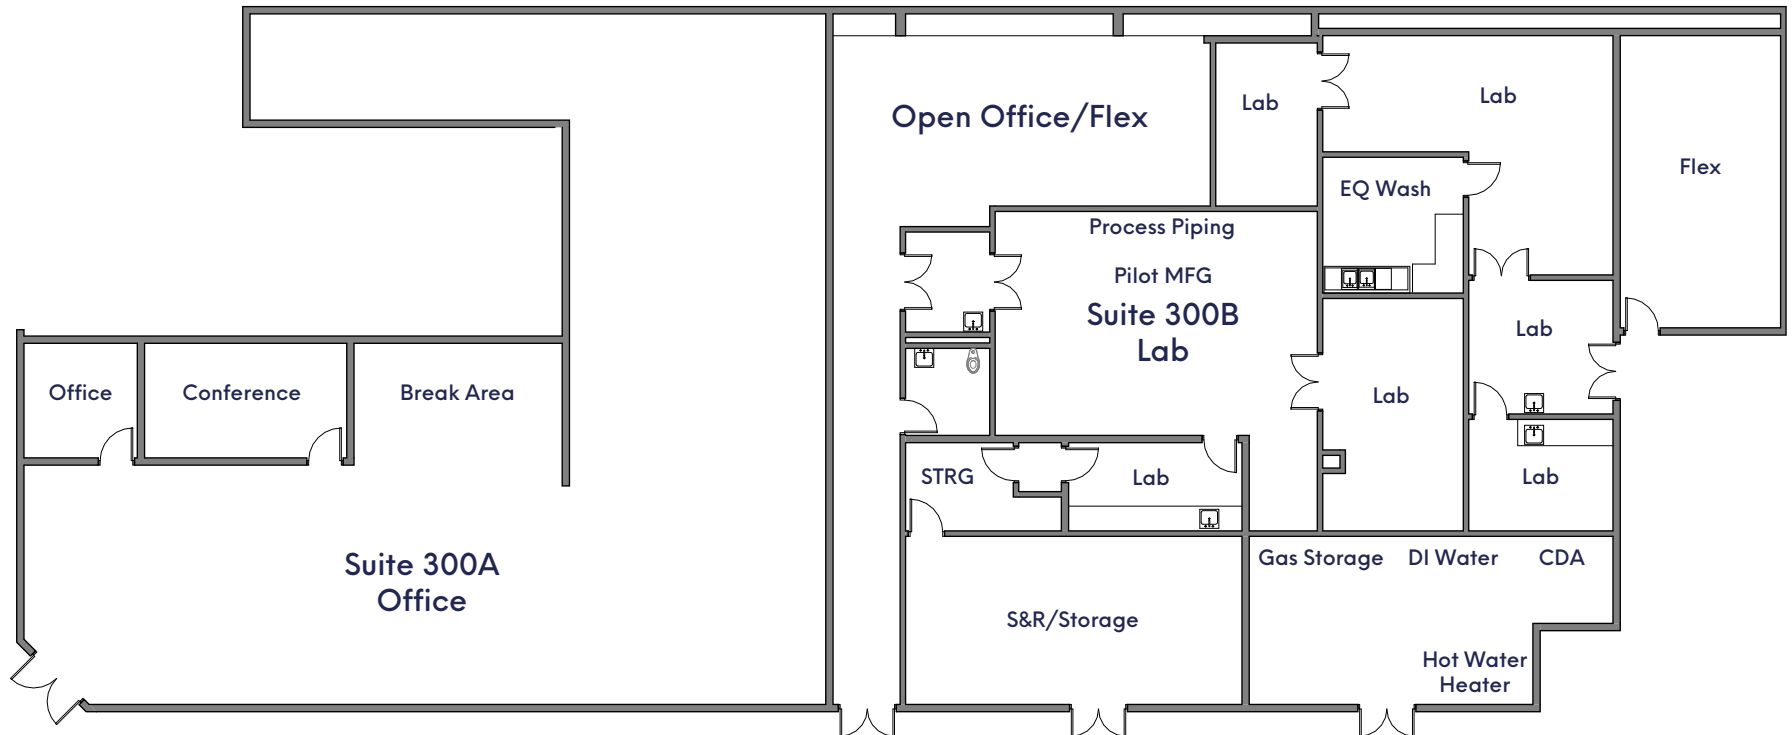 Open Office/Flex
Lab
Lab
Flex
EQ Wash
Process Piping
Pilot MFG
Suite 300B
Lab
Lab
Office
Conference
Break Area
Lab
STRG
Lab
Lab
Suite 300A
Office
Gas Storage
DI Water
CDA
S&R/Storage
Hot Water
Heater